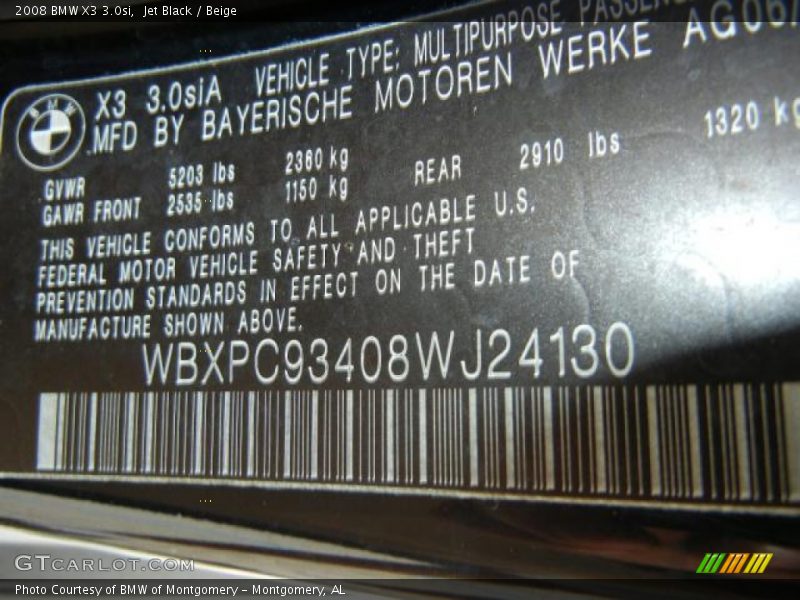 2008 BMW X3 3.0si, Jet Black / Beige
BMW
X3 3.0siA VEHICLE TYPE: MULTIPURPOSE
MFD BY BAYERISCHE MOTOREN WERKE AG
GVWR 5203 lbs 2360 kg
GAWR FRONT 2535 lbs 1150 kg REAR 2910 lbs 1320 kg
THIS VEHICLE CONFORMS TO ALL APPLICABLE U.S.
FEDERAL MOTOR VEHICLE SAFETY AND THEFT
PREVENTION STANDARDS IN EFFECT ON THE DATE OF
MANUFACTURE SHOWN ABOVE.
WBXPC93408WJ24130
GTCARLOT.COM
Photo Courtesy of BMW of Montgomery - Montgomery, AL